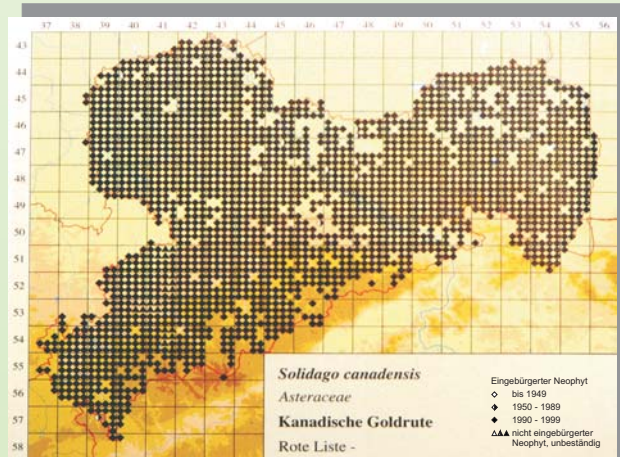 37 38 39 40 41 42 43 44 45 46 47 48 49 50 51 52 53 54 55 56
43
44
45
46
47
48
49
50
51
52
53
54
55
56
57
58
Solidago canadensis
Asteraceae
Kanadische Goldrute
Rote Liste -
Eingebürgerter Neophyt
bis 1949
1950 - 1989
1990 - 1999
nicht eingebürgerter
Neophyt, unbeständig